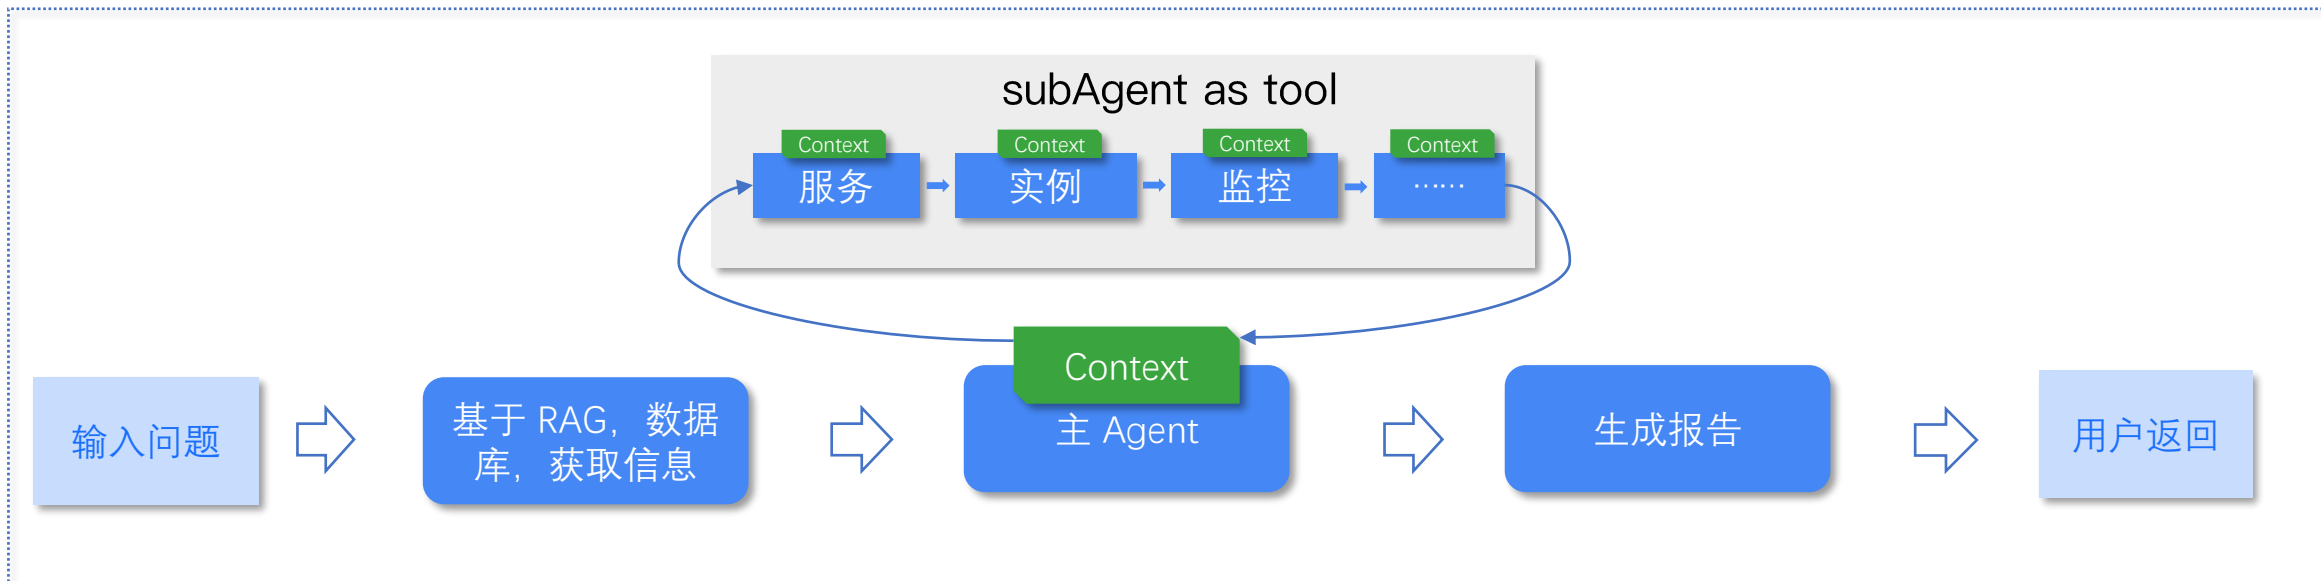 subAgent as tool
Context
Context
Context
Context
服务
实例
监控
……
Context
输入问题
基于 RAG，数据
库，获取信息
主 Agent
生成报告
用户返回